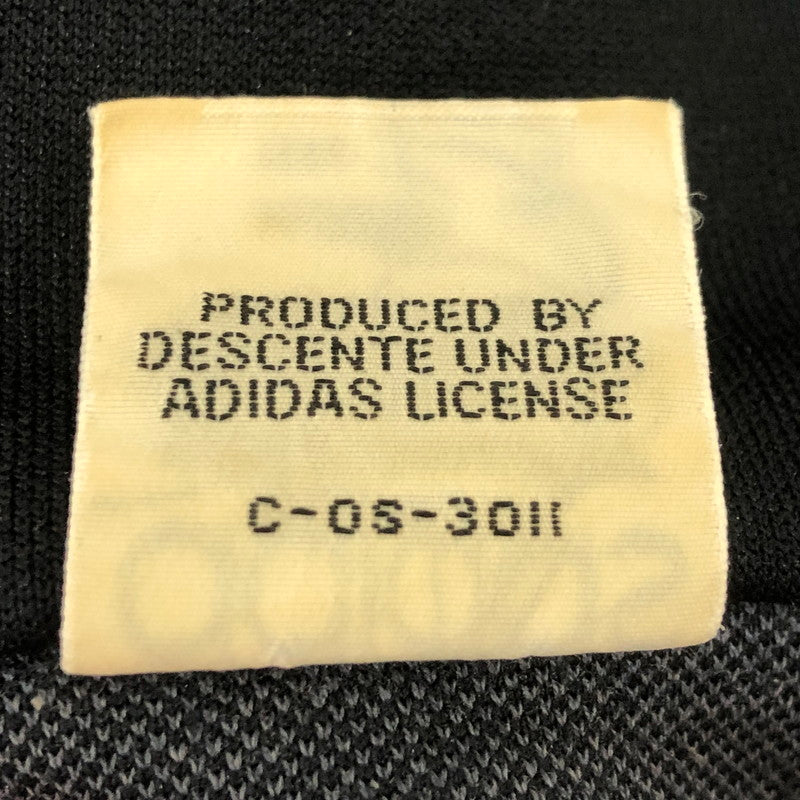 PRODUCED BY
DESCENTE UNDER
ADIDAS LICENSE
C-OS-3011